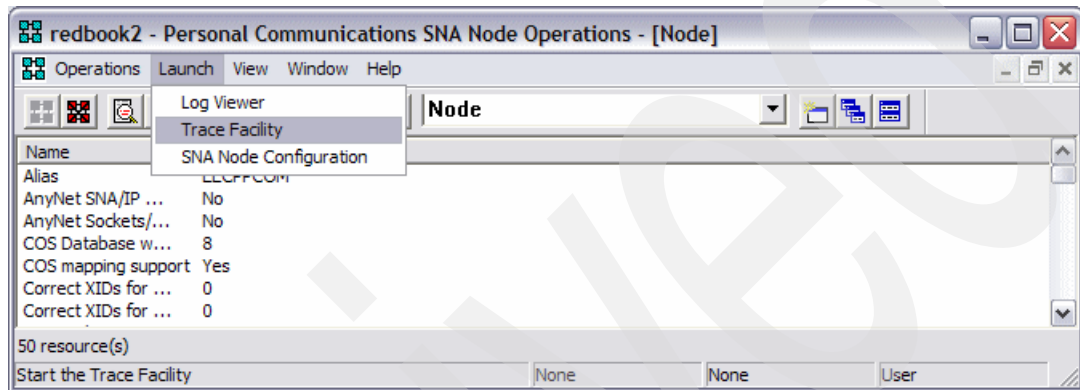 redbook2 - Personal Communications SNA Node Operations - [Node]
Operations Launch View Window Help
Log Viewer
Trace Facility
SNA Node Configuration
Node
Name
Alias
AnyNet SNA/IP ... No
AnyNet Sockets/... No
COS Database w... 8
COS mapping support Yes
Correct XIDs for ... 0
Correct XIDs for ... 0
50 resource(s)
Start the Trace Facility None None User